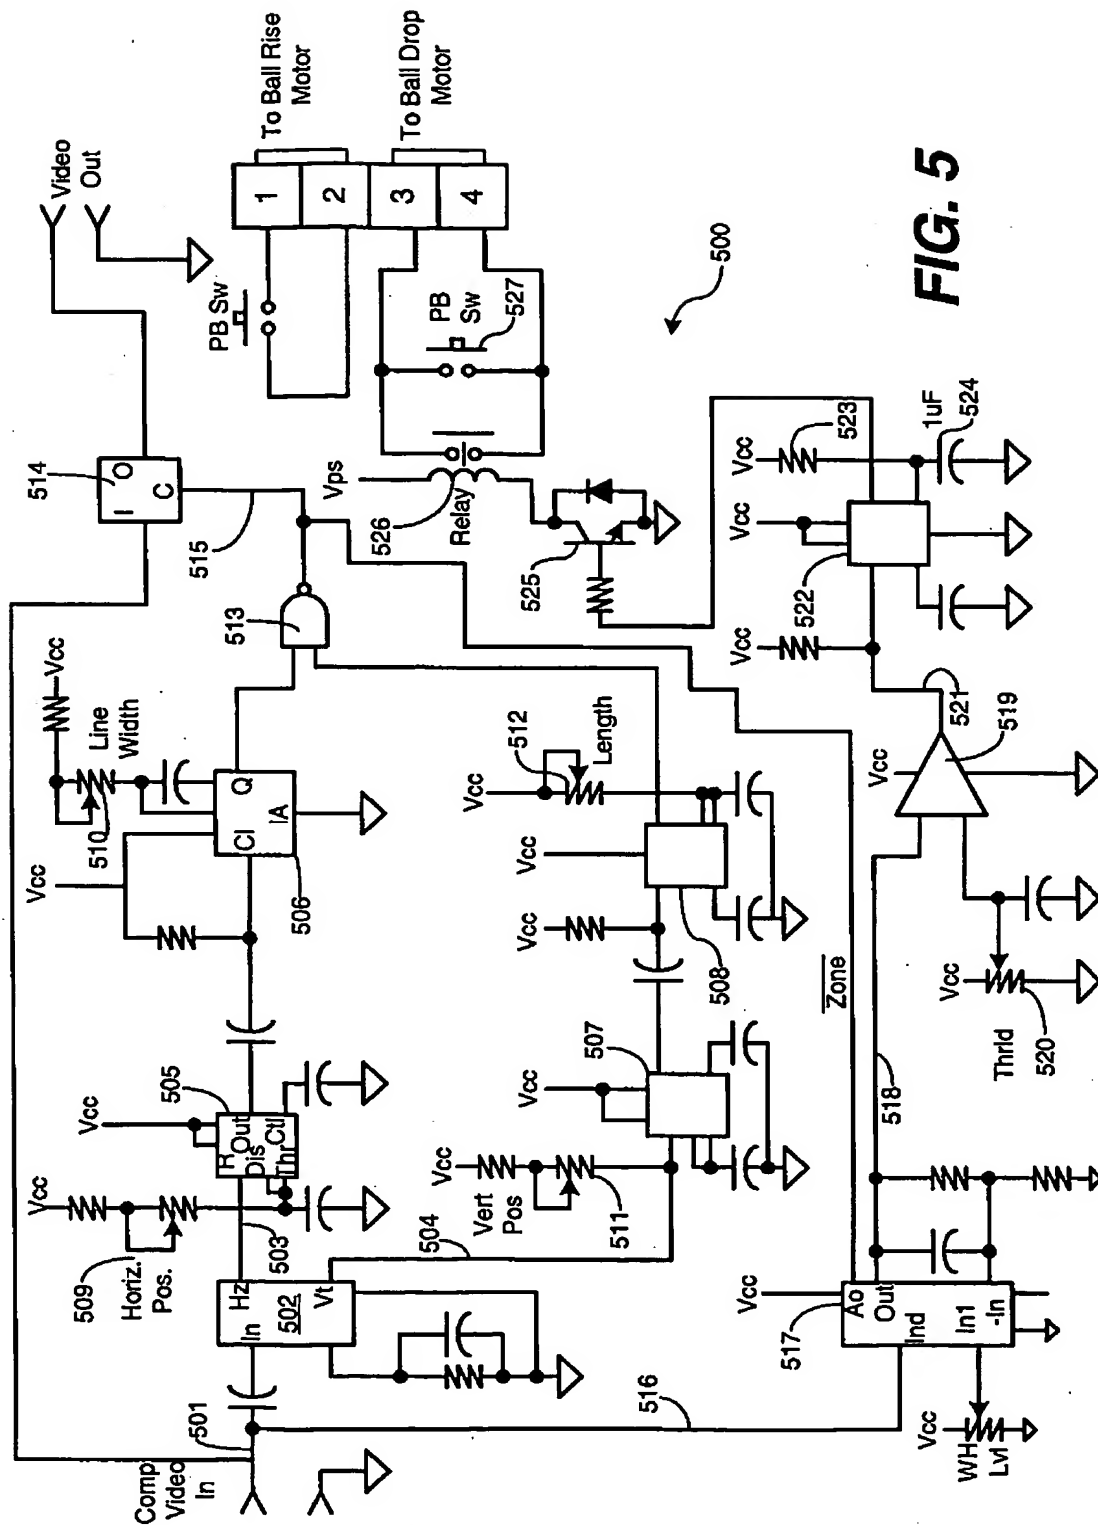 Comp
Video
In
501
In
502
Hz
Vt
503
504
Horiz.
Pos.
509
Vcc
Vcc
505
R
Out
Dis
Thr
Ctl
Vcc
506
Cl
Q
IA
510
Line
Width
Vcc
Vert
Pos
511
Vcc
Vcc
507
Vcc
Vcc
508
Vcc
512
Length
513
515
514
I
O
C
Video
Out
PB Sw
1
2
3
4
To Ball Rise
Motor
To Ball Drop
Motor
PB
Sw
527
Vps
526
Relay
525
500
516
Vcc
WH
Lvl
Vcc
517
Ao
Out
Ind
In1
-In
Zone
518
Vcc
Thrld
520
Vcc
519
521
Vcc
522
Vcc
Vcc
523
1uF
524
FIG. 5